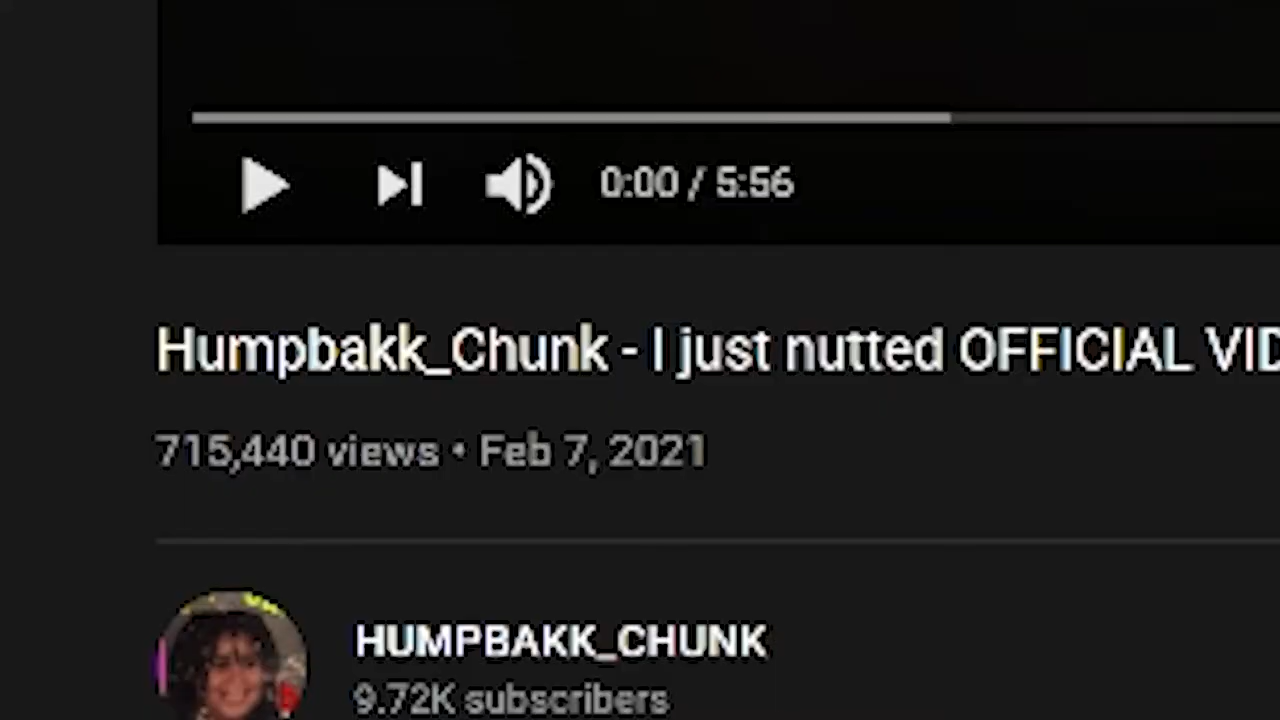 0:00 / 5:56
Humpbakk_Chunk - I just nutted OFFICIAL VID
715,440 views • Feb 7, 2021
HUMPBAKK_CHUNK
9.72K subscribers